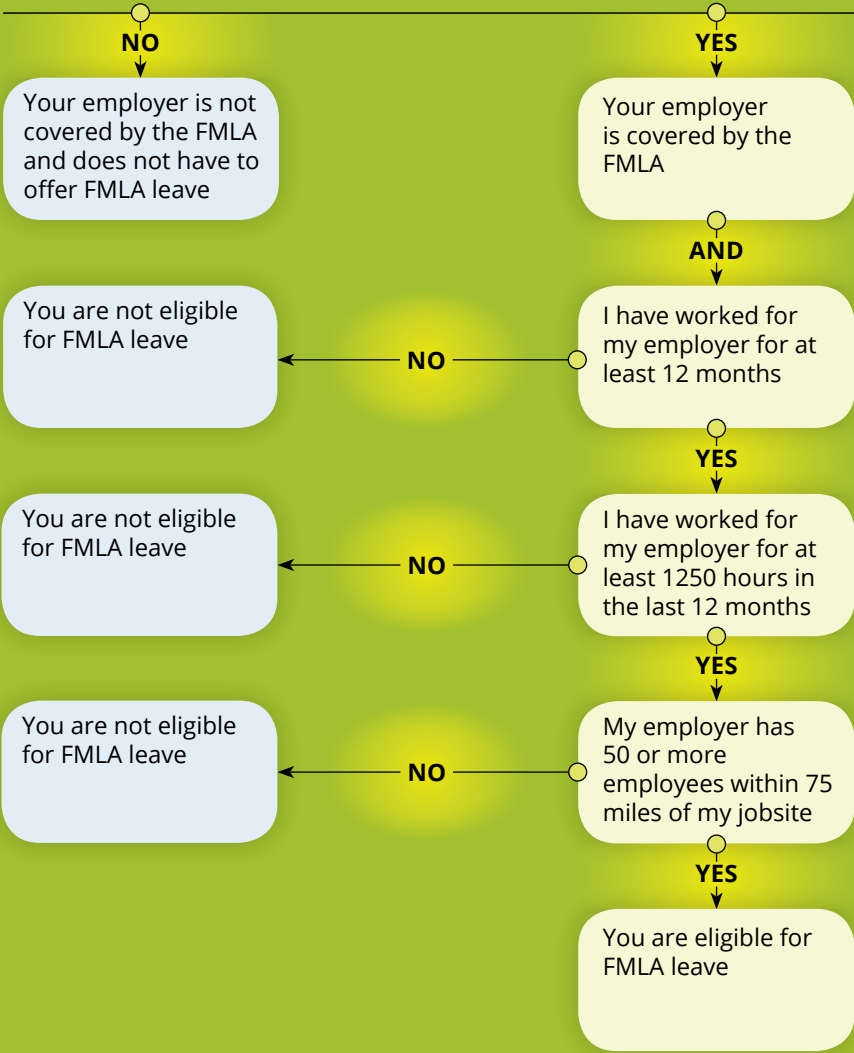 NO
YES
Your employer is not
covered by the FMLA
and does not have to
offer FMLA leave
Your employer
is covered by the
FMLA
AND
You are not eligible
for FMLA leave
NO
I have worked for
my employer for at
least 12 months
YES
You are not eligible
for FMLA leave
NO
I have worked for
my employer for at
least 1250 hours in
the last 12 months
YES
You are not eligible
for FMLA leave
NO
My employer has
50 or more
employees within 75
miles of my jobsite
YES
You are eligible for
FMLA leave